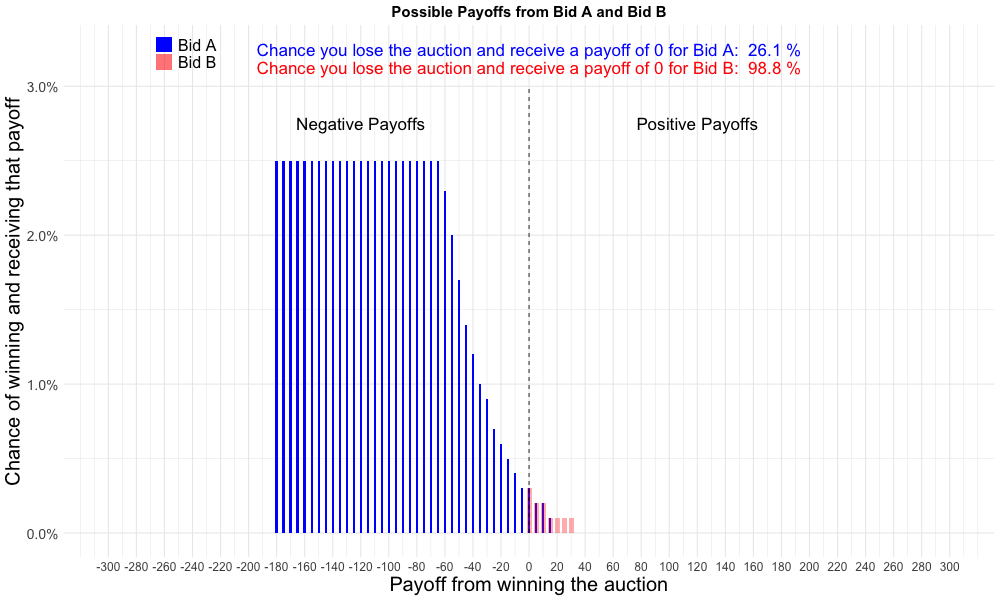 Possible Payoffs from Bid A and Bid B
Bid A
Bid B
Chance you lose the auction and receive a payoff of 0 for Bid A:  26.1 %
Chance you lose the auction and receive a payoff of 0 for Bid B:  98.8 %
Negative Payoffs
Positive Payoffs
Chance of winning and receiving that payoff
3.0%
2.0%
1.0%
0.0%
-300 -280 -260 -240 -220 -200 -180 -160 -140 -120 -100 -80 -60 -40 -20 0 20 40 60 80 100 120 140 160 180 200 220 240 260 280 300
Payoff from winning the auction